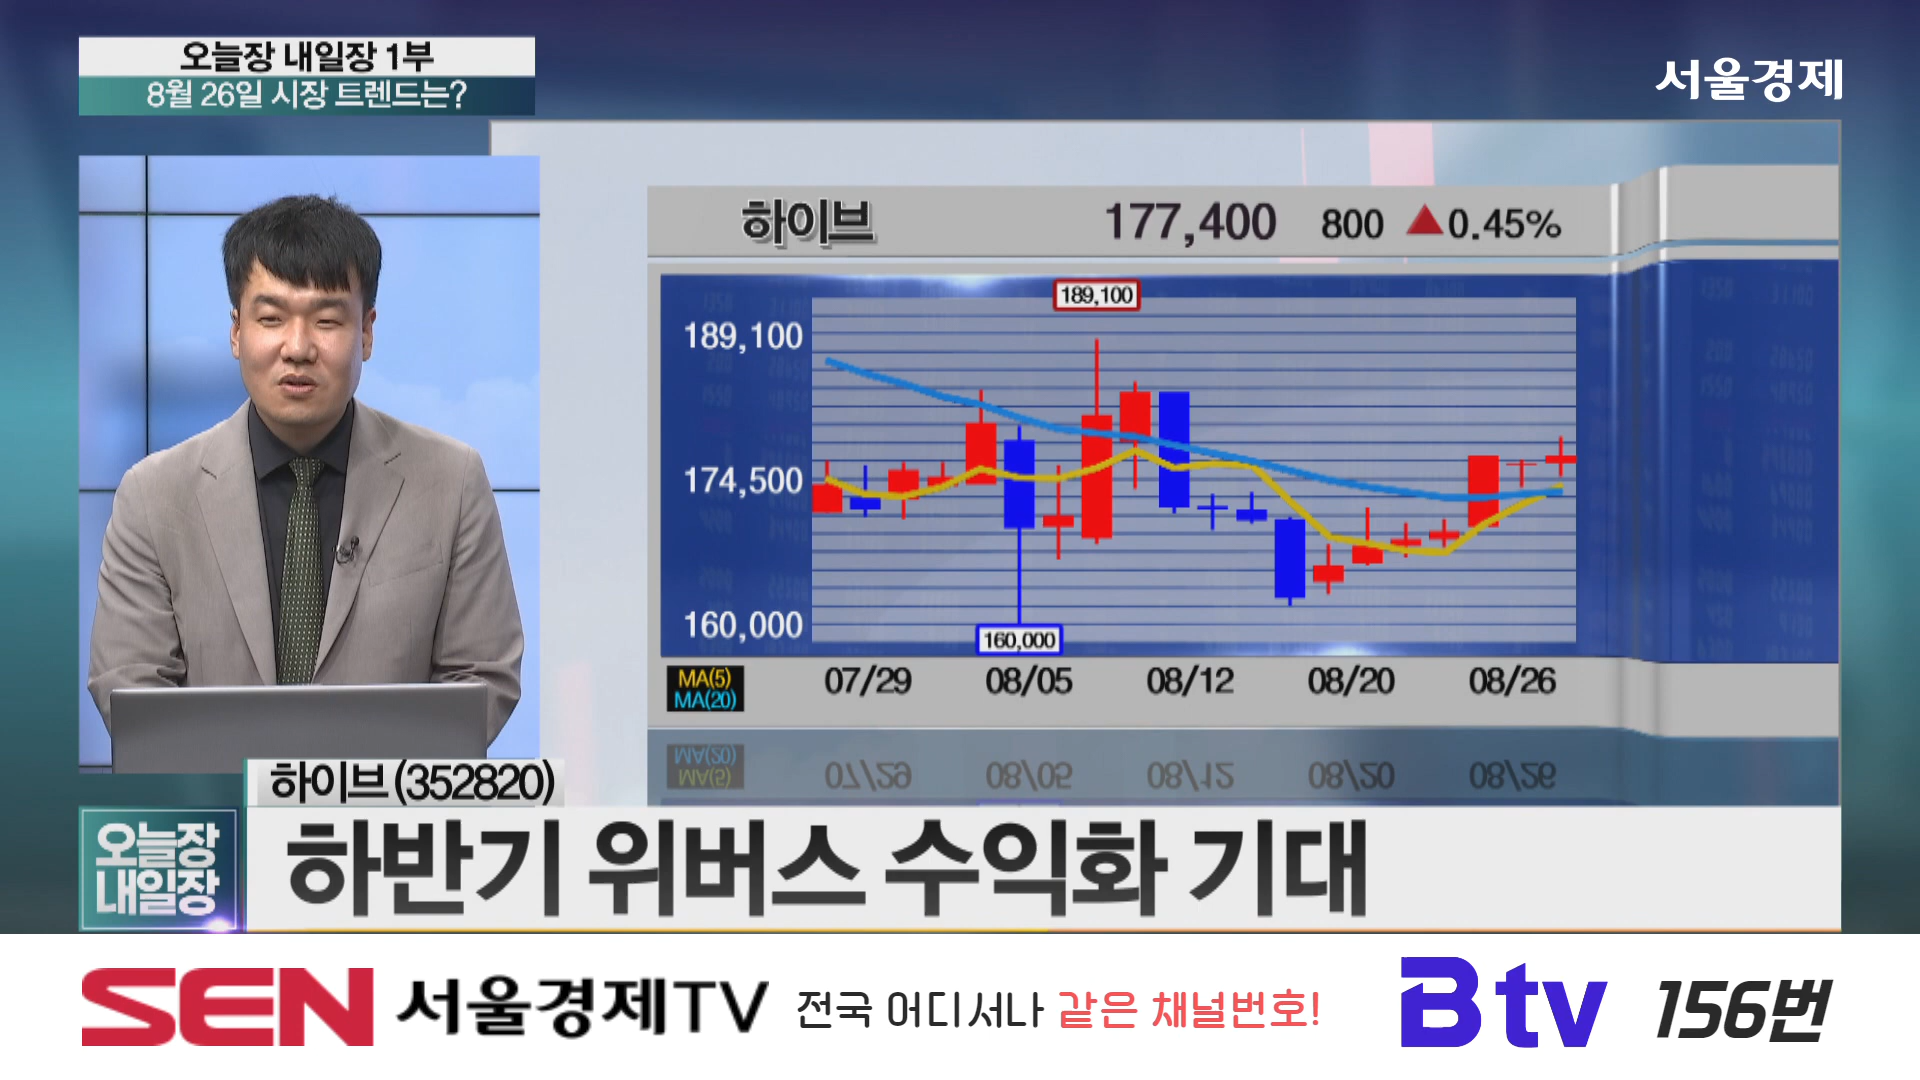 오늘장 내일장 1부
8월 26일 시장 트렌드는?
서울경제
하이브 177,400 800 ▲0.45%
189,100
189,100
174,500
160,000
160,000
MA(5)
MA(20)
07/29 08/05 08/12 08/20 08/26
하이브(352820)
오늘장
내일장
하반기 위버스 수익화 기대
SEN 서울경제TV 전국 어디서나 같은 채널번호! B tv 156번